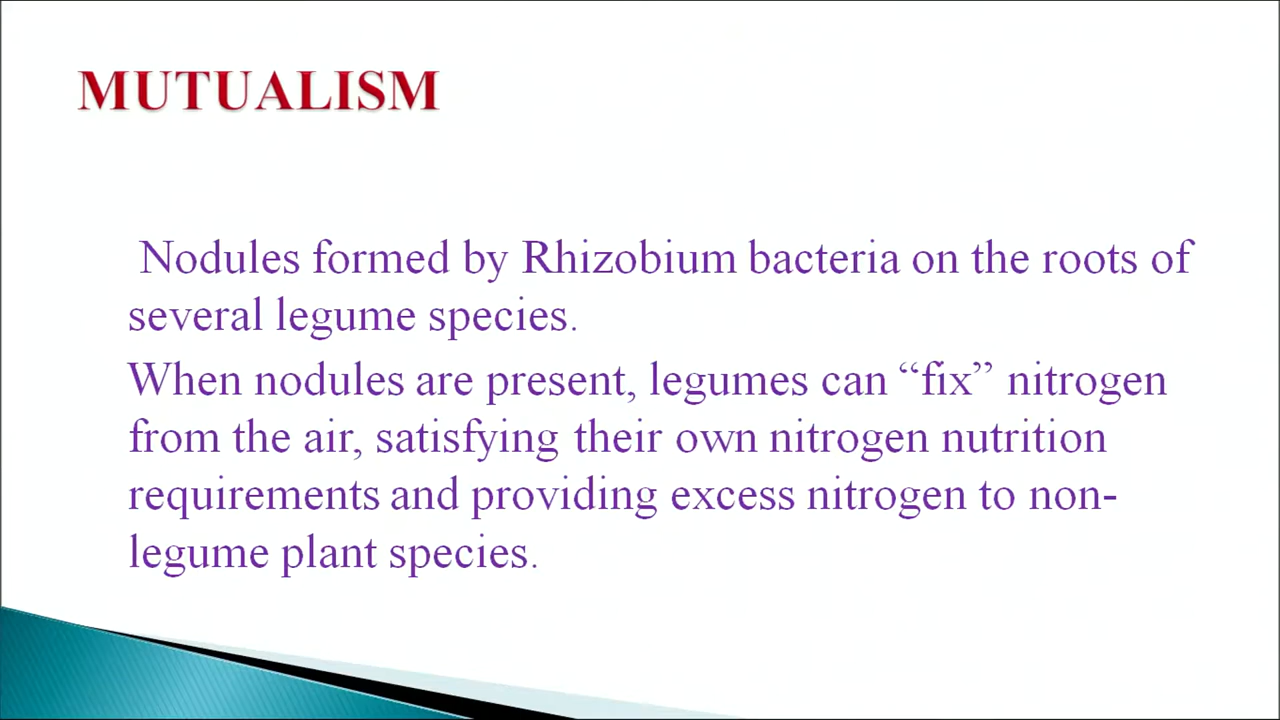 MUTUALISM
Nodules formed by Rhizobium bacteria on the roots of
several legume species.
When nodules are present, legumes can “fix” nitrogen
from the air, satisfying their own nitrogen nutrition
requirements and providing excess nitrogen to non-
legume plant species.